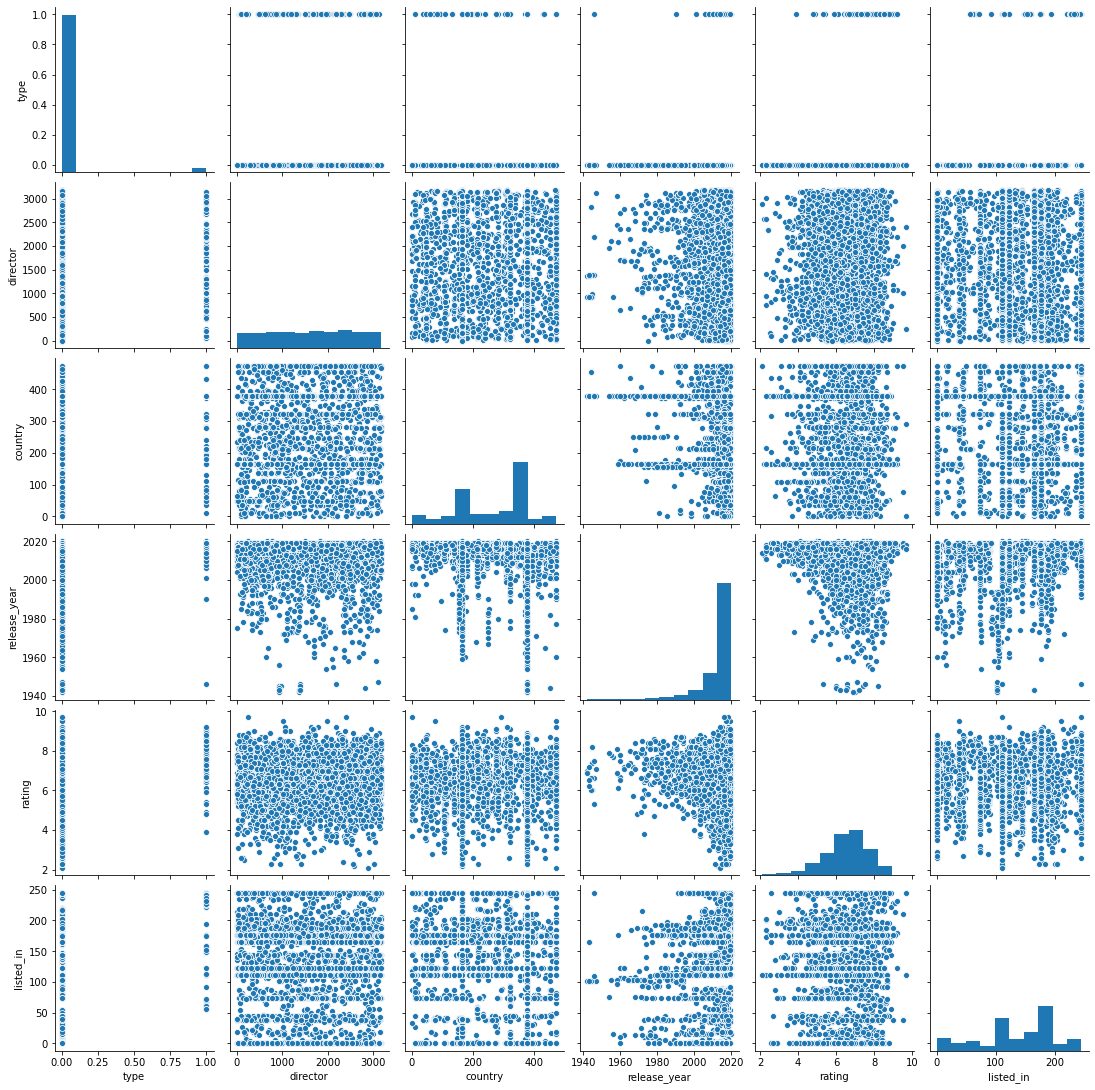 1.0
0.8
0.6
0.4
0.2
0.0
type
3000
2500
2000
1500
1000
500
0
director
400
300
200
100
0
country
2020
2000
1980
1960
1940
release_year
10
8
6
4
2
rating
250
200
150
100
50
0
listed_in
0.00 0.25 0.50 0.75 1.00
type
0 1000 2000 3000
director
0 200 400
country
1940 1960 1980 2000 2020
release_year
2 4 6 8 10
rating
0 100 200
listed_in